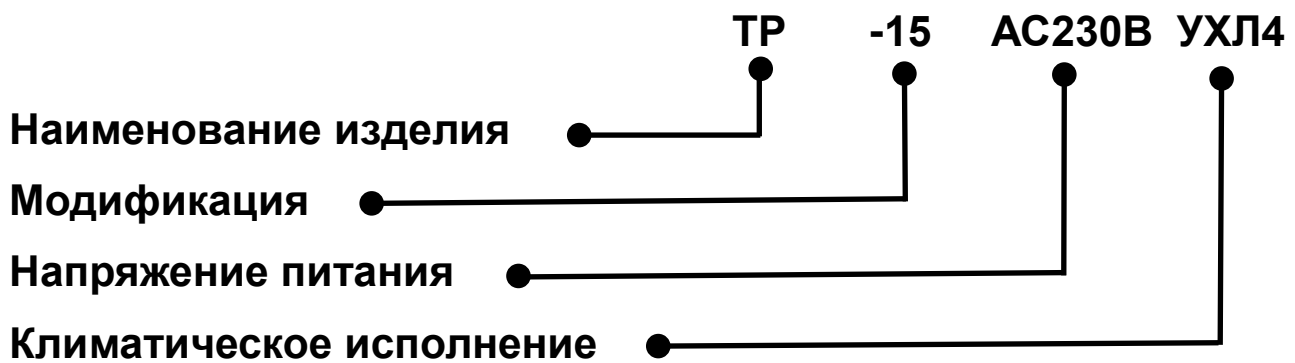 ТР -15 АС230В УХЛ4
Наименование изделия
Модификация
Напряжение питания
Климатическое исполнение